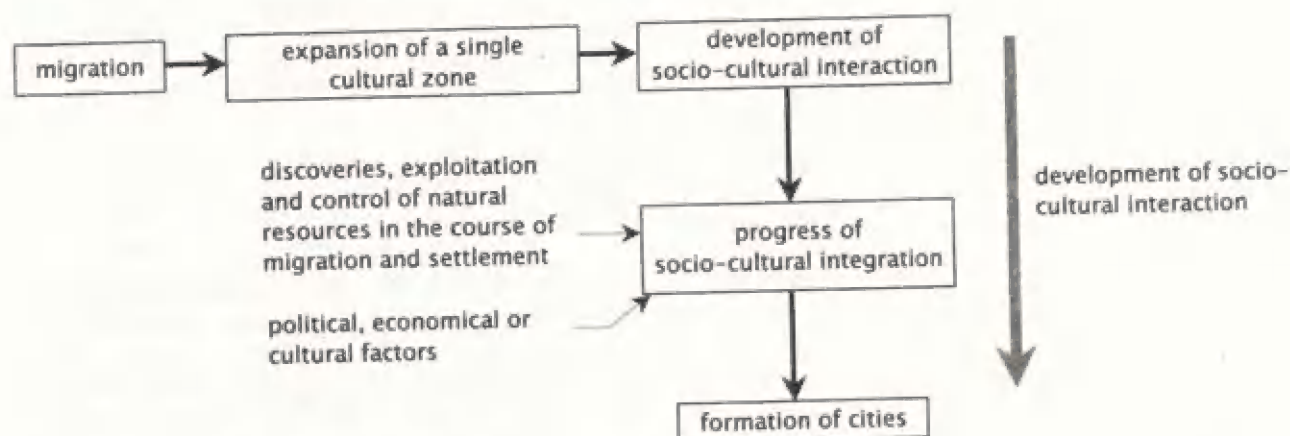 migration
expansion of a single
cultural zone
development of
socio-cultural interaction
discoveries, exploitation
and control of natural
resources in the course of
migration and settlement
political, economical or
cultural factors
progress of
socio-cultural integration
formation of cities
development of socio-
cultural interaction